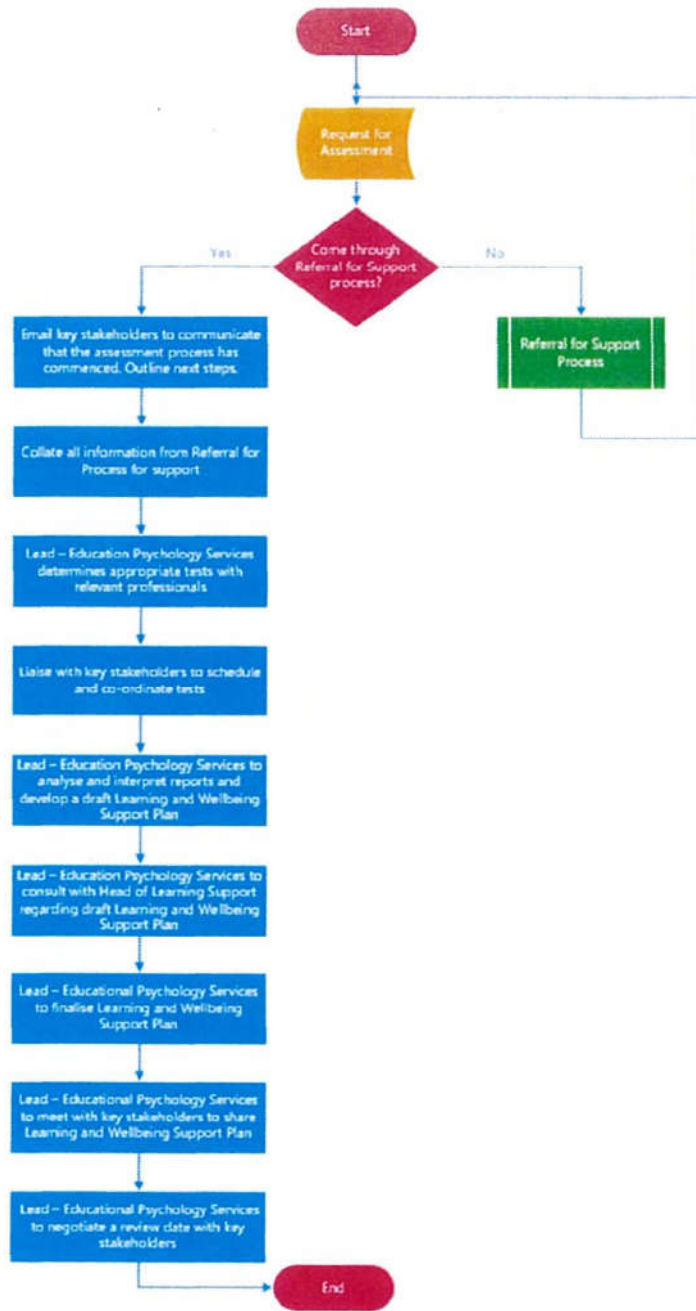 Start
Request for
Assessment
Come through
Referral for Support
process?
Yes
No
Email key stakeholders to communicate
that the assessment process has
commenced. Outline next steps.
Referral for Support
Process
Collate all information from Referral for
Process for support
Lead – Education Psychology Services
determines appropriate tests with
relevant professionals
Liaise with key stakeholders to schedule
and co-ordinate tests
Lead – Education Psychology Services to
analyse and interpret reports and
develop a draft Learning and Wellbeing
Support Plan
Lead – Education Psychology Services to
consult with Head of Learning Support
regarding draft Learning and Wellbeing
Support Plan
Lead – Educational Psychology Services
to finalise Learning and Wellbeing
Support Plan
Lead – Educational Psychology Services
to meet with key stakeholders to share
Learning and Wellbeing Support Plan
Lead – Educational Psychology Services
to negotiate a review date with key
stakeholders
End